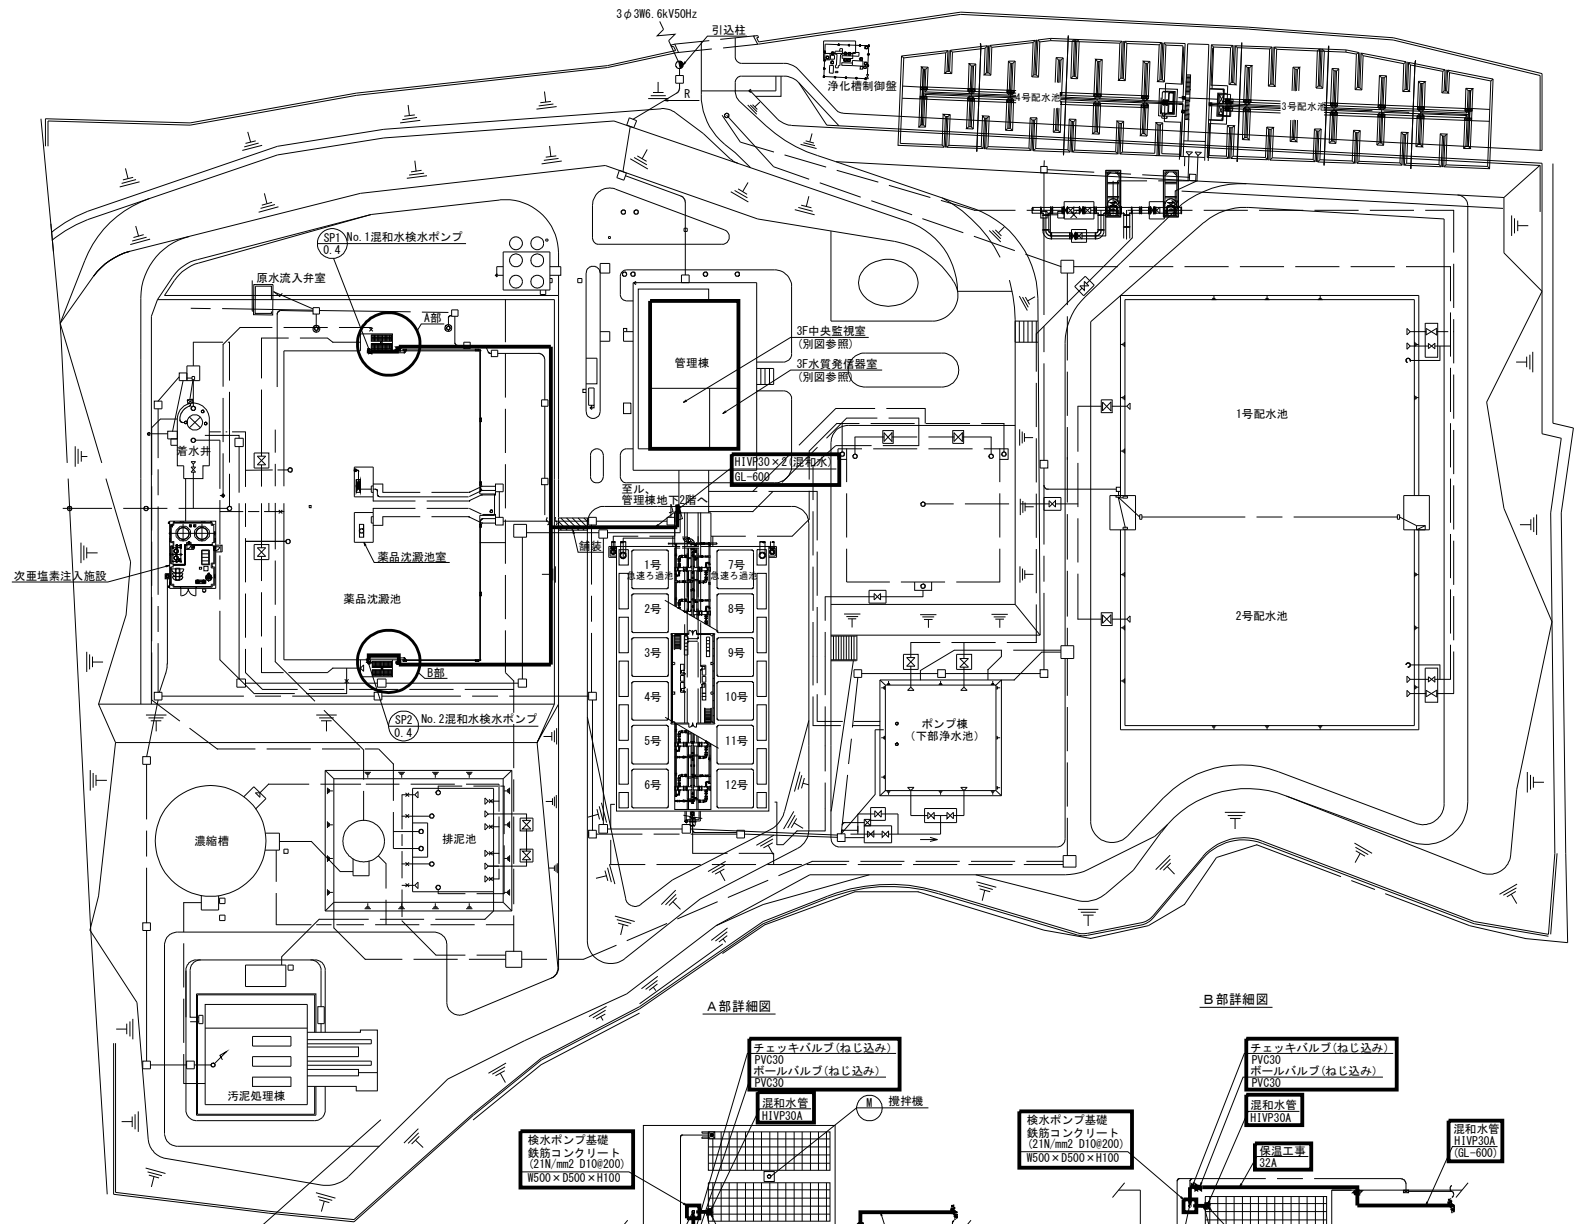 3φ3W6.6kV50Hz
引込柱
R
浄化槽制御盤
4号配水池
3号配水池
SP1
0.4
No.1混和水検水ポンプ
原水流入弁室
A部
3F中央監視室
(別図参照)
管理棟
3F水質発信器室
(別図参照)
1号配水池
着水井
HIVP30×2(混和水)
GL-600
至ル、
管理棟地下2階へ
舗装
薬品沈澱池室
次亜塩素注入施設
薬品沈澱池
1号
急速ろ過池
7号
急速ろ過池
2号
8号
2号配水池
3号
9号
B部
4号
10号
SP2
0.4
No.2混和水検水ポンプ
ポンプ棟
(下部浄水池)
5号
11号
6号
12号
濃縮槽
排泥池
汚泥処理棟
A部詳細図
チェッキバルブ(ねじ込み)
PVC30
ボールバルブ(ねじ込み)
PVC30
混和水管
HIVP30A
M
攪拌機
検水ポンプ基礎
鉄筋コンクリート
(21N/mm2 D10@200)
W500×D500×H100
B部詳細図
チェッキバルブ(ねじ込み)
PVC30
ボールバルブ(ねじ込み)
PVC30
混和水管
HIVP30A
検水ポンプ基礎
鉄筋コンクリート
(21N/mm2 D10@200)
W500×D500×H100
保温工事
32A
混和水管
HIVP30A
(GL-600)